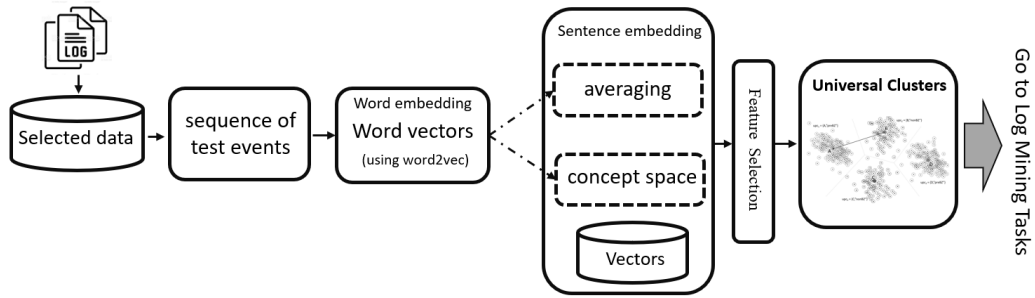 LOG
Selected data
sequence of
test events
Word embedding
Word vectors
(using word2vec)
Sentence embedding
averaging
concept space
Vectors
Feature Selection
Universal Clusters
Go to Log Mining Tasks